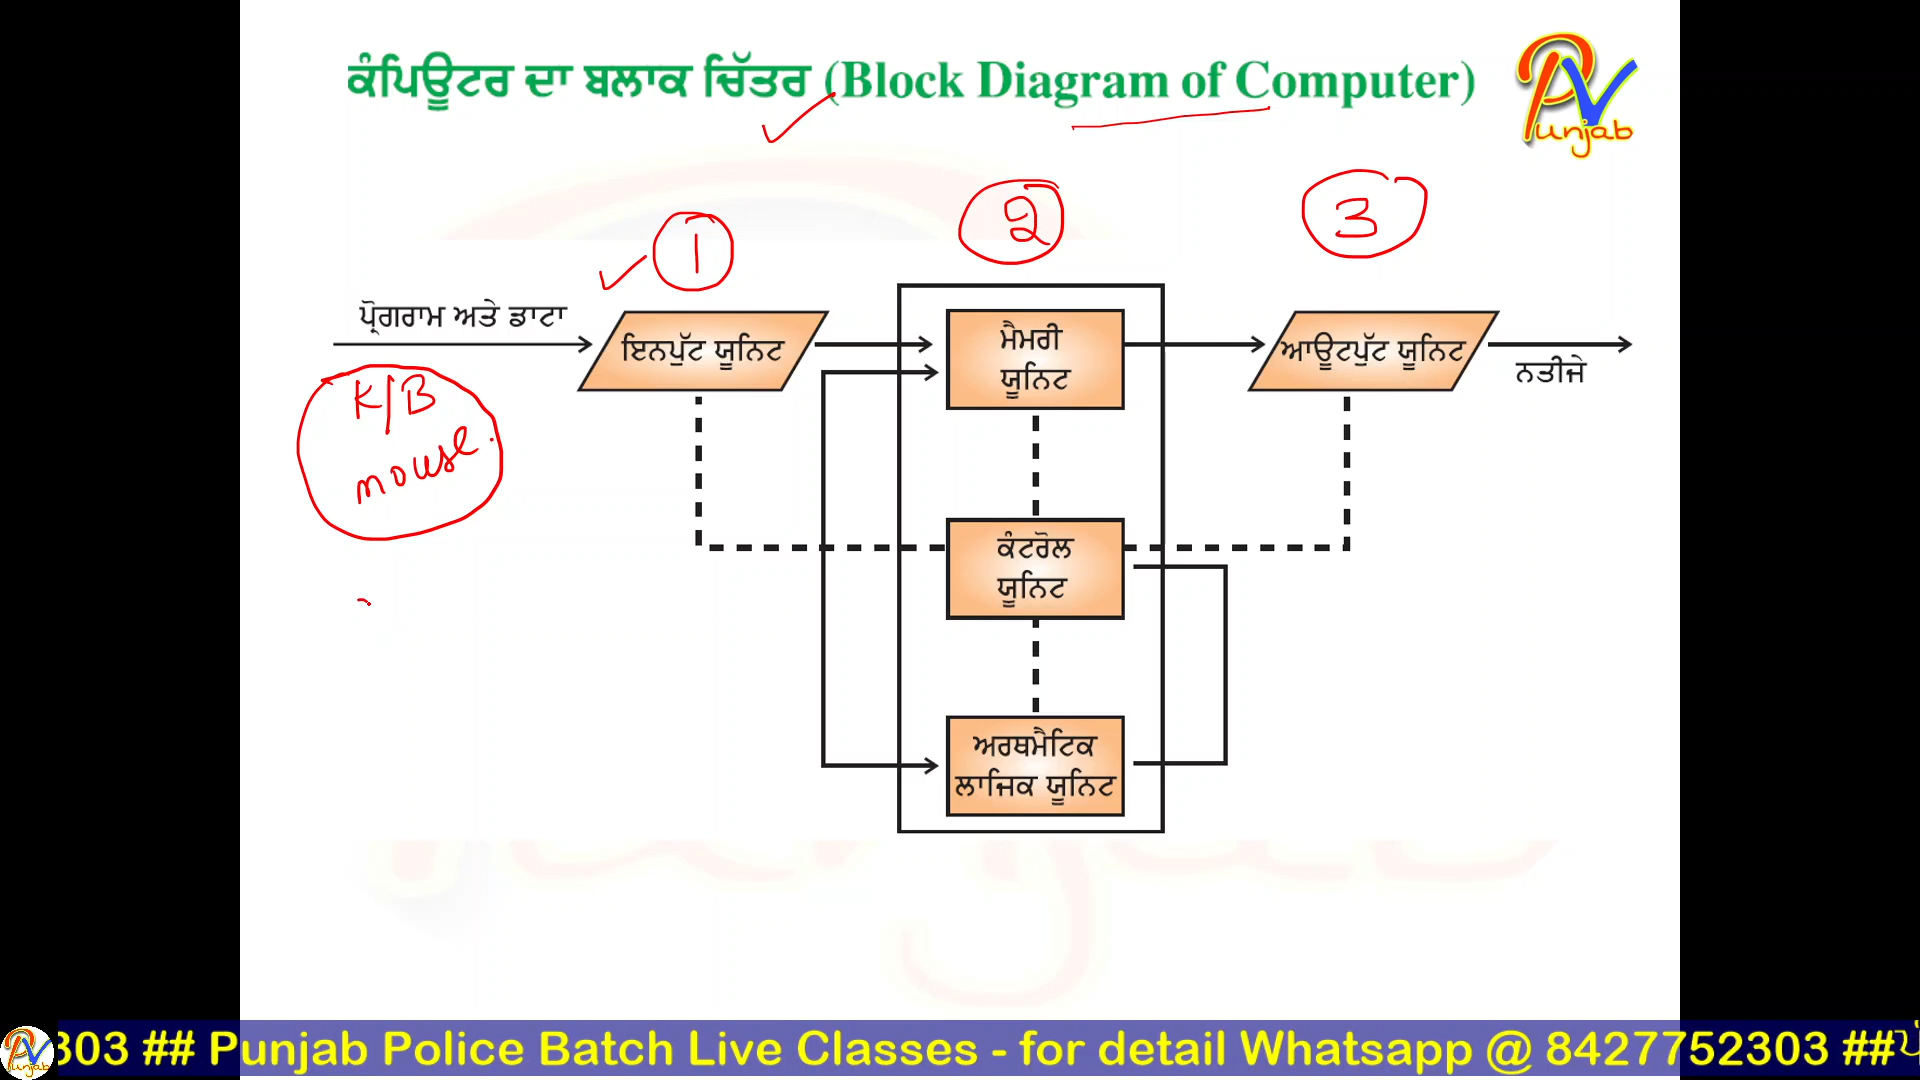 ਕੰਪਿਊਟਰ ਦਾ ਬਲਾਕ ਚਿੱਤਰ (Block Diagram of Computer)
PV
Punjab
1
2
3
ਪ੍ਰੋਗਰਾਮ ਅਤੇ ਡਾਟਾ
ਇਨਪੁੱਟ ਯੂਨਿਟ
ਮੈਮਰੀ
ਯੂਨਿਟ
ਆਊਟਪੁੱਟ ਯੂਨਿਟ
ਨਤੀਜੇ
K/B
mouse
ਕੰਟਰੋਲ
ਯੂਨਿਟ
ਅਰਥਮੈਟਿਕ
ਲਾਜਿਕ ਯੂਨਿਟ
303 ## Punjab Police Batch Live Classes - for detail Whatsapp @ 8427752303 ##